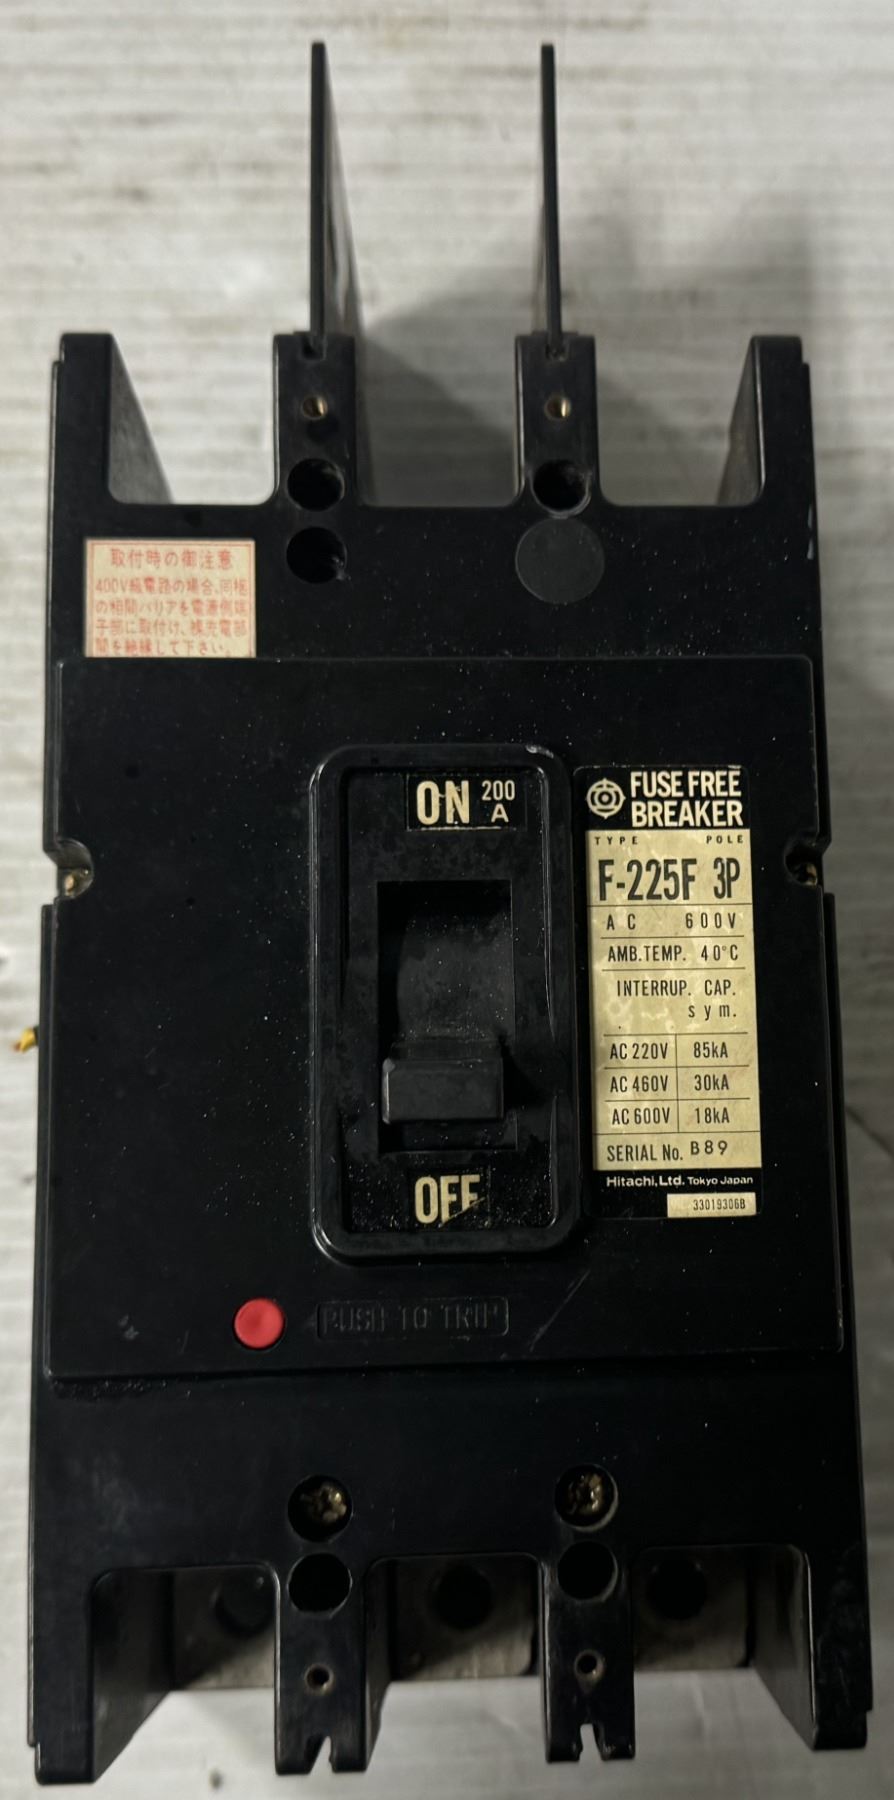 取付時の御注意
400V級電路の場合、同梱
の相間バリアを電源側端
子部に取付け、裸充電部
間を絶縁して下さい。
ON 200
A
FUSE FREE
BREAKER
TYPE POLE
F-225F 3P
AC 600V
AMB.TEMP. 40°C
INTERRUP. CAP.
sym.
AC 220V 85kA
AC 460V 30kA
AC 600V 18kA
SERIAL No. B89
Hitachi, Ltd. Tokyo Japan
33019306B
OFF
PUSH TO TRIP